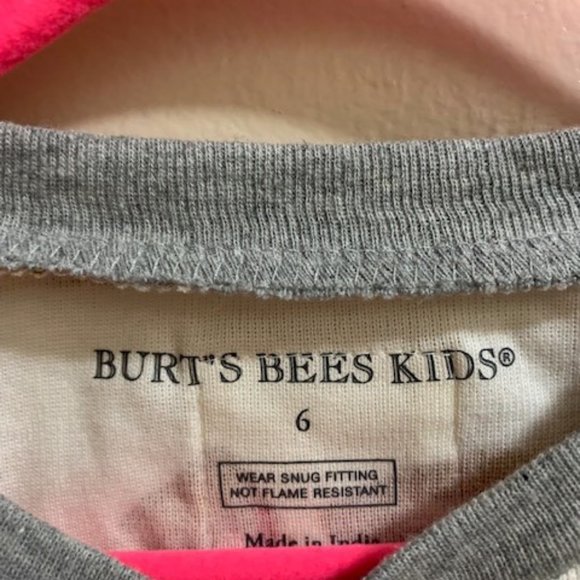 BURT'S BEES KIDS®
6
WEAR SNUG FITTING
NOT FLAME RESISTANT
Made in India